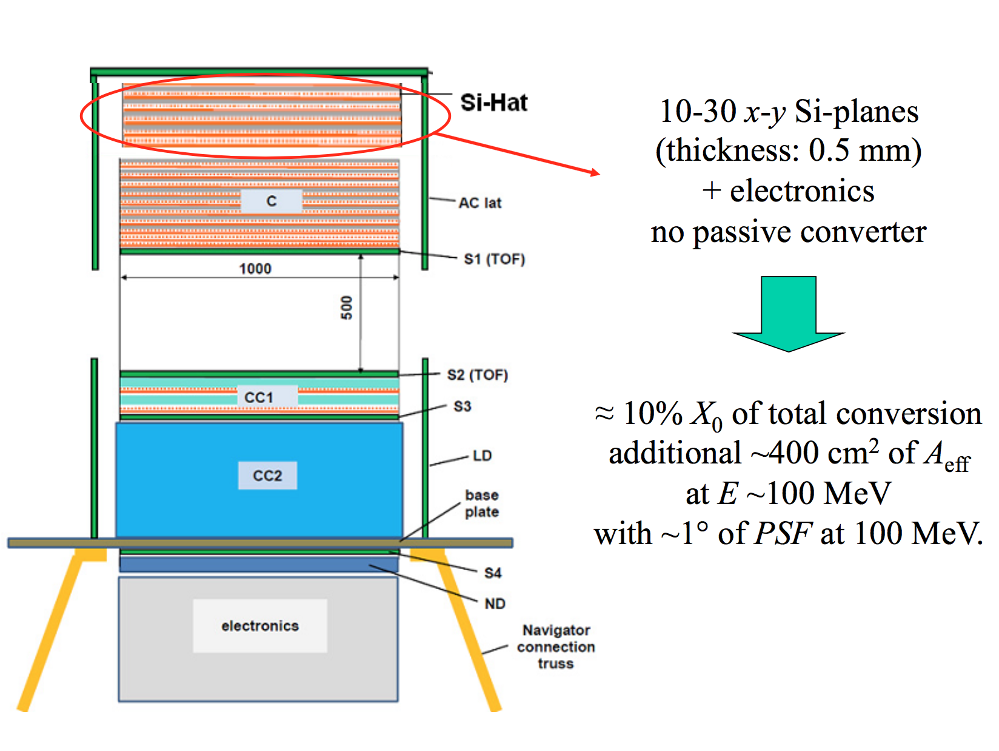 Si-Hat
C
AC lat
S1 (TOF)
1000
500
S2 (TOF)
CC1
S3
LD
CC2
base
plate
S4
ND
electronics
Navigator
connection
truss
10-30 x-y Si-planes
(thickness: 0.5 mm)
+ electronics
no passive converter
≈ 10% X₀ of total conversion
additional ~400 cm² of A_eff
at E ~100 MeV
with ~1° of PSF at 100 MeV.